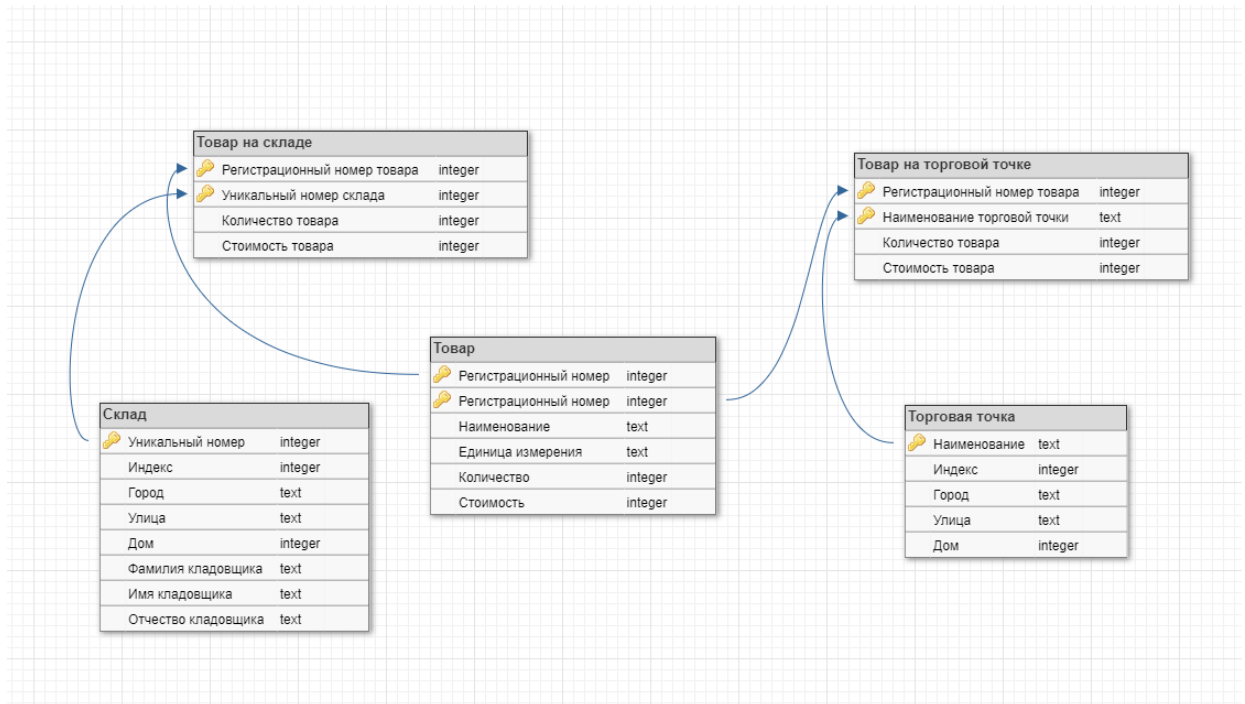 Товар на складе
Регистрационный номер товара integer
Уникальный номер склада integer
Количество товара integer
Стоимость товара integer
Товар на торговой точке
Регистрационный номер товара integer
Наименование торговой точки text
Количество товара integer
Стоимость товара integer
Товар
Регистрационный номер integer
Регистрационный номер integer
Наименование text
Единица измерения text
Количество integer
Стоимость integer
Склад
Уникальный номер integer
Индекс integer
Город text
Улица text
Дом integer
Фамилия кладовщика text
Имя кладовщика text
Отчество кладовщика text
Торговая точка
Наименование text
Индекс integer
Город text
Улица text
Дом integer